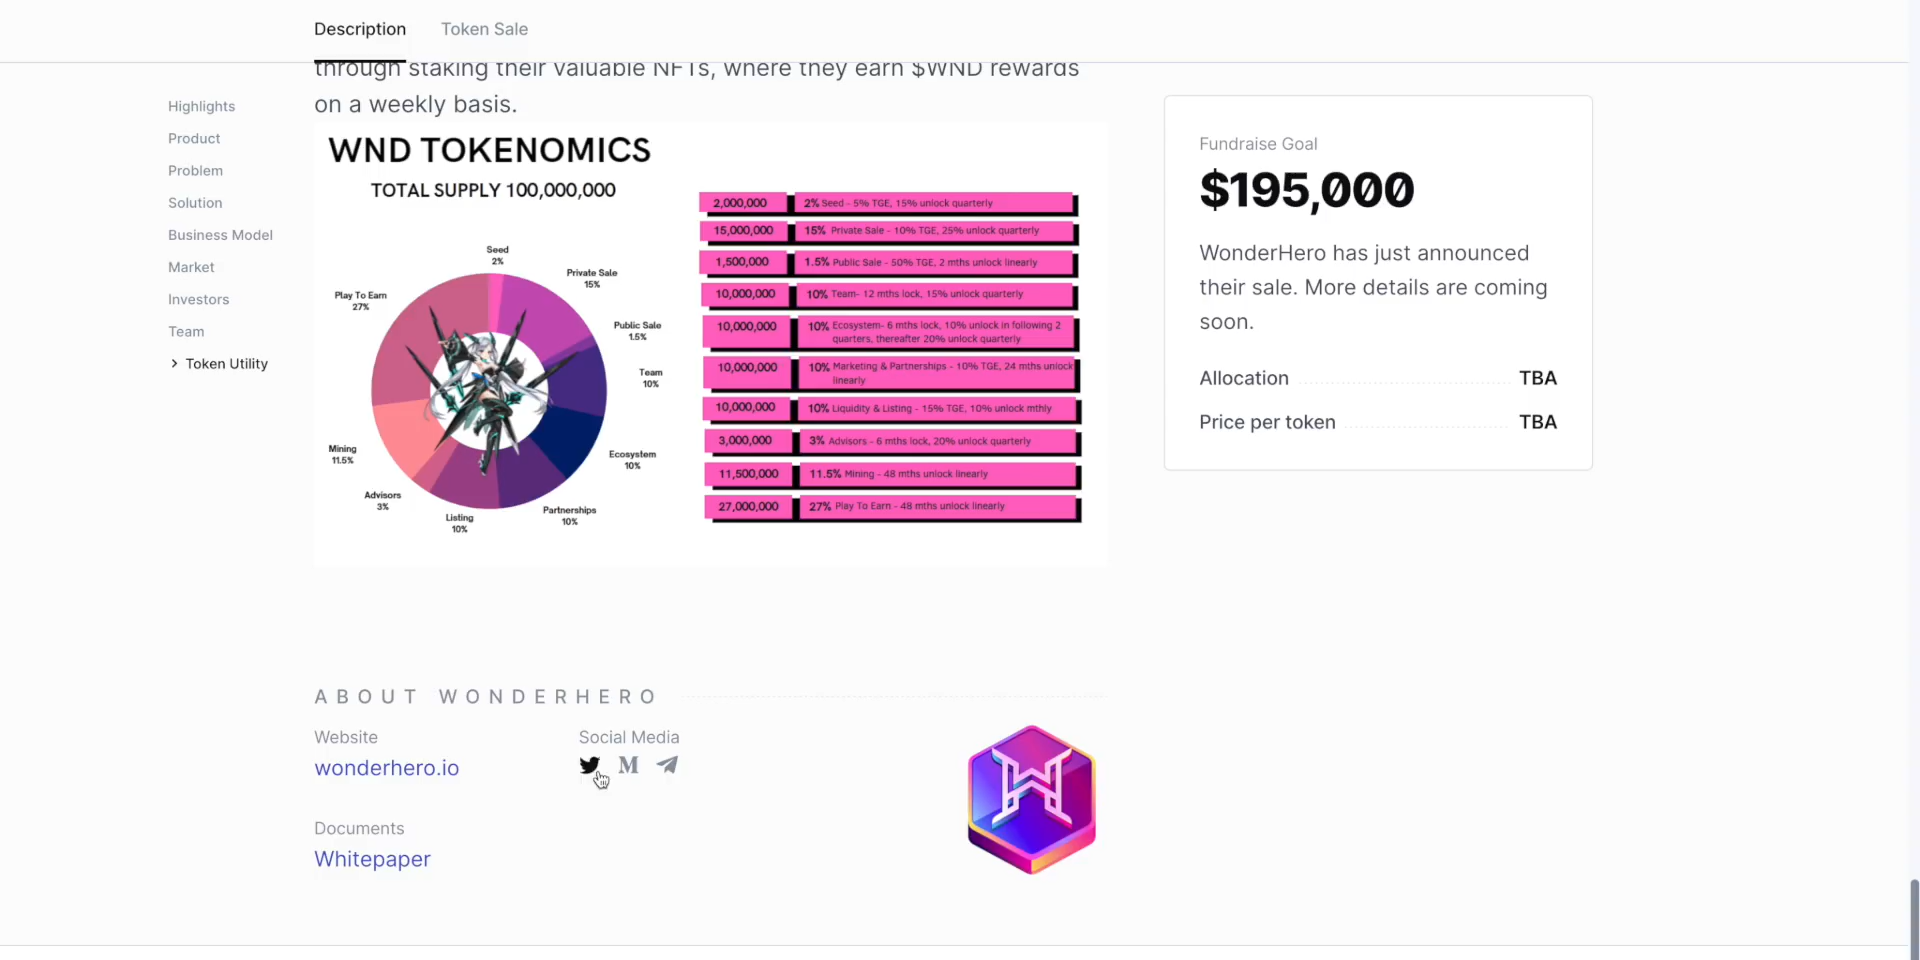 Description
Token Sale
through staking their valuable NFTs, where they earn $WND rewards
on a weekly basis.
Highlights
Product
Problem
Solution
Business Model
Market
Investors
Team
Token Utility
WND TOKENOMICS
TOTAL SUPPLY 100,000,000
Seed
2%
Private Sale
15%
Public Sale
1.5%
Team
10%
Ecosystem
10%
Partnerships
10%
Listing
10%
Advisors
3%
Mining
11.5%
Play To Earn
27%
2,000,000 2% Seed - 5% TGE, 15% unlock quarterly
15,000,000 15% Private Sale - 10% TGE, 25% unlock quarterly
1,500,000 1.5% Public Sale - 50% TGE, 2 mths unlock linearly
10,000,000 10% Team- 12 mths lock, 15% unlock quarterly
10,000,000 10% Ecosystem- 6 mths lock, 10% unlock in following 2
quarters, thereafter 20% unlock quarterly
10,000,000 10% Marketing & Partnerships - 10% TGE, 24 mths unlock
linearly
10,000,000 10% Liquidity & Listing - 15% TGE, 10% unlock mthly
3,000,000 3% Advisors - 6 mths lock, 20% unlock quarterly
11,500,000 11.5% Mining - 48 mths unlock linearly
27,000,000 27% Play To Earn - 48 mths unlock linearly
Fundraise Goal
$195,000
WonderHero has just announced
their sale. More details are coming
soon.
Allocation TBA
Price per token TBA
ABOUT WONDERHERO
Website
wonderhero.io
Social Media
M
Documents
Whitepaper